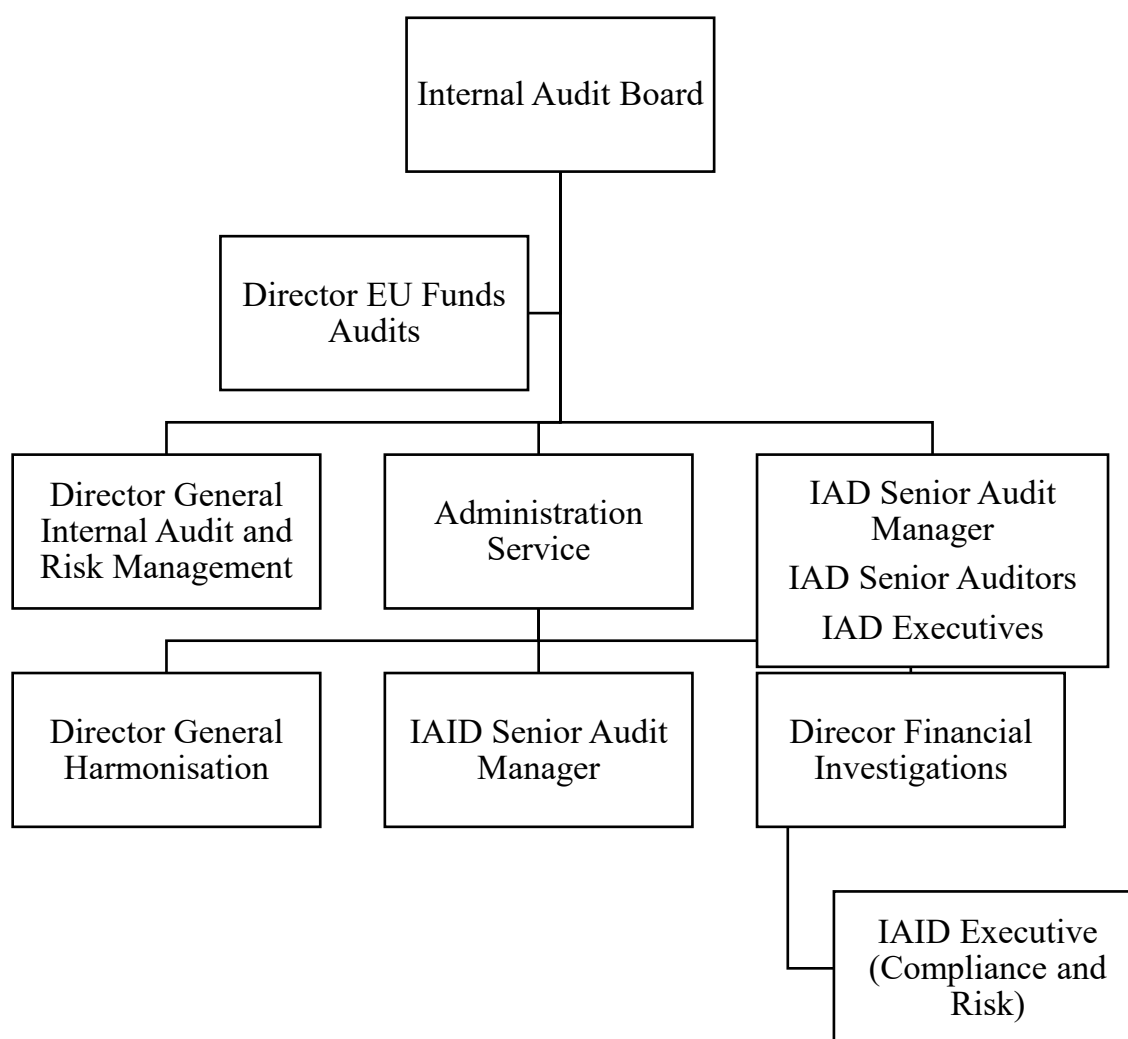 Internal Audit Board
Director EU Funds
Audits
Director General
Internal Audit and
Risk Management
Administration
Service
IAD Senior Audit
Manager
IAD Senior Auditors
IAD Executives
Director General
Harmonisation
IAID Senior Audit
Manager
Direcor Financial
Investigations
IAID Executive
(Compliance and
Risk)